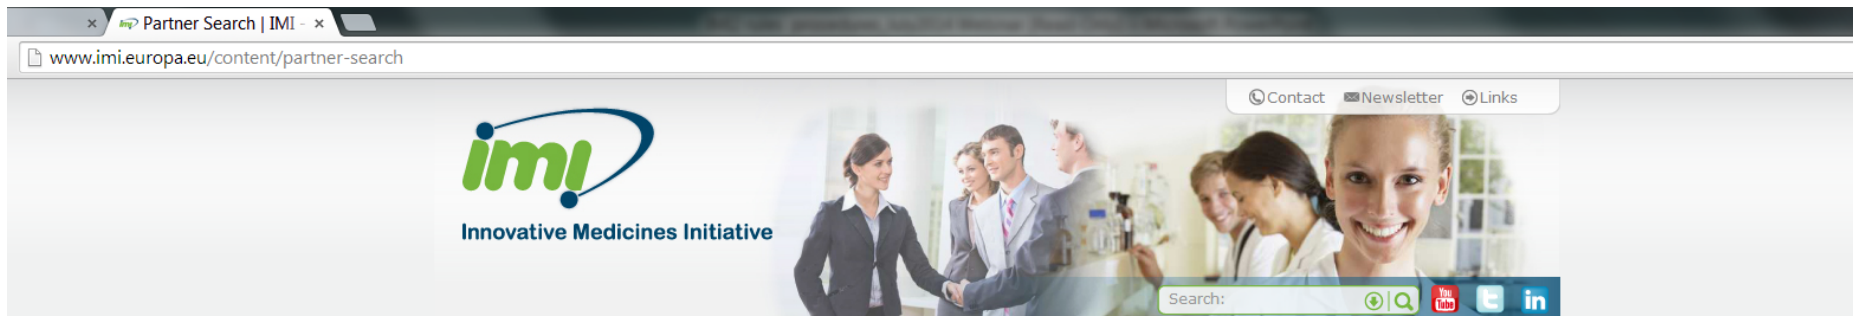 Partner Search | IMI -
www.imi.europa.eu/content/partner-search
Contact Newsletter Links
imi
Innovative Medicines Initiative
Search:
You
Tube
in